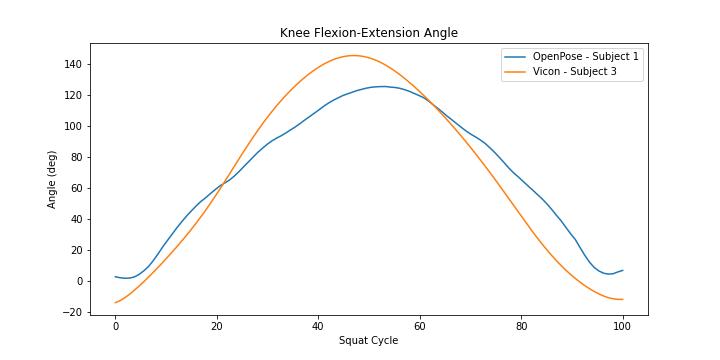 Knee Flexion-Extension Angle
OpenPose - Subject 1
Vicon - Subject 3
140
120
100
80
60
40
20
0
−20
Angle (deg)
0 20 40 60 80 100
Squat Cycle